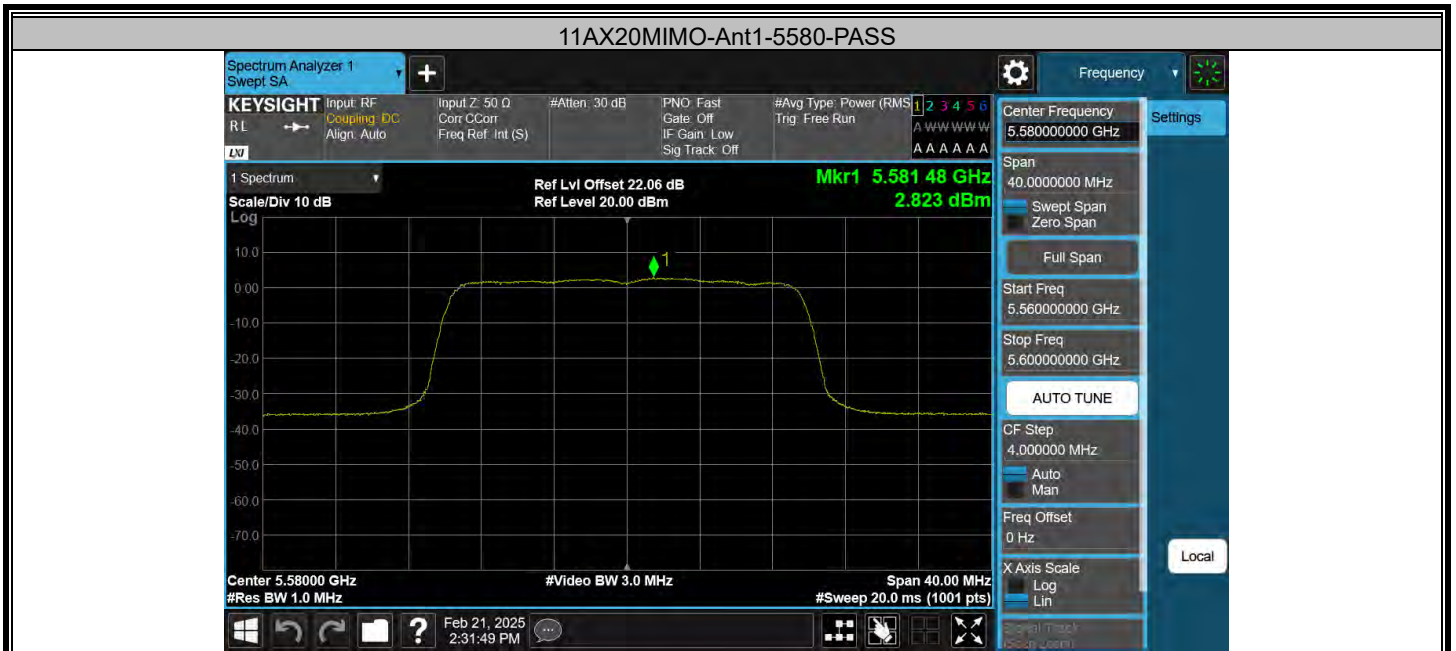 11AX20MIMO-Ant1-5580-PASS
Spectrum Analyzer 1
Swept SA
Frequency
KEYSIGHT
RL
LXI
Input: RF
Coupling: DC
Align: Auto
Input Z: 50 Ω
Corr CCorr
Freq Ref: Int (S)
#Atten: 30 dB
PNO: Fast
Gate: Off
IF Gain: Low
Sig Track: Off
#Avg Type: Power (RMS
Trig: Free Run
1 2 3 4 5 6
A W W W W W
A A A A A A
1 Spectrum
Scale/Div 10 dB
Ref Lvl Offset 22.06 dB
Ref Level 20.00 dBm
Mkr1 5.581 48 GHz
2.823 dBm
Log
10.0
0.00
-10.0
-20.0
-30.0
-40.0
-50.0
-60.0
-70.0
1
Center 5.58000 GHz
#Res BW 1.0 MHz
#Video BW 3.0 MHz
Span 40.00 MHz
#Sweep 20.0 ms (1001 pts)
Feb 21, 2025
2:31:49 PM
Center Frequency
5.580000000 GHz
Span
40.0000000 MHz
Swept Span
Zero Span
Full Span
Start Freq
5.560000000 GHz
Stop Freq
5.600000000 GHz
AUTO TUNE
CF Step
4.000000 MHz
Auto
Man
Freq Offset
0 Hz
X Axis Scale
Log
Lin
Signal Track
(Span Zoom)
Settings
Local